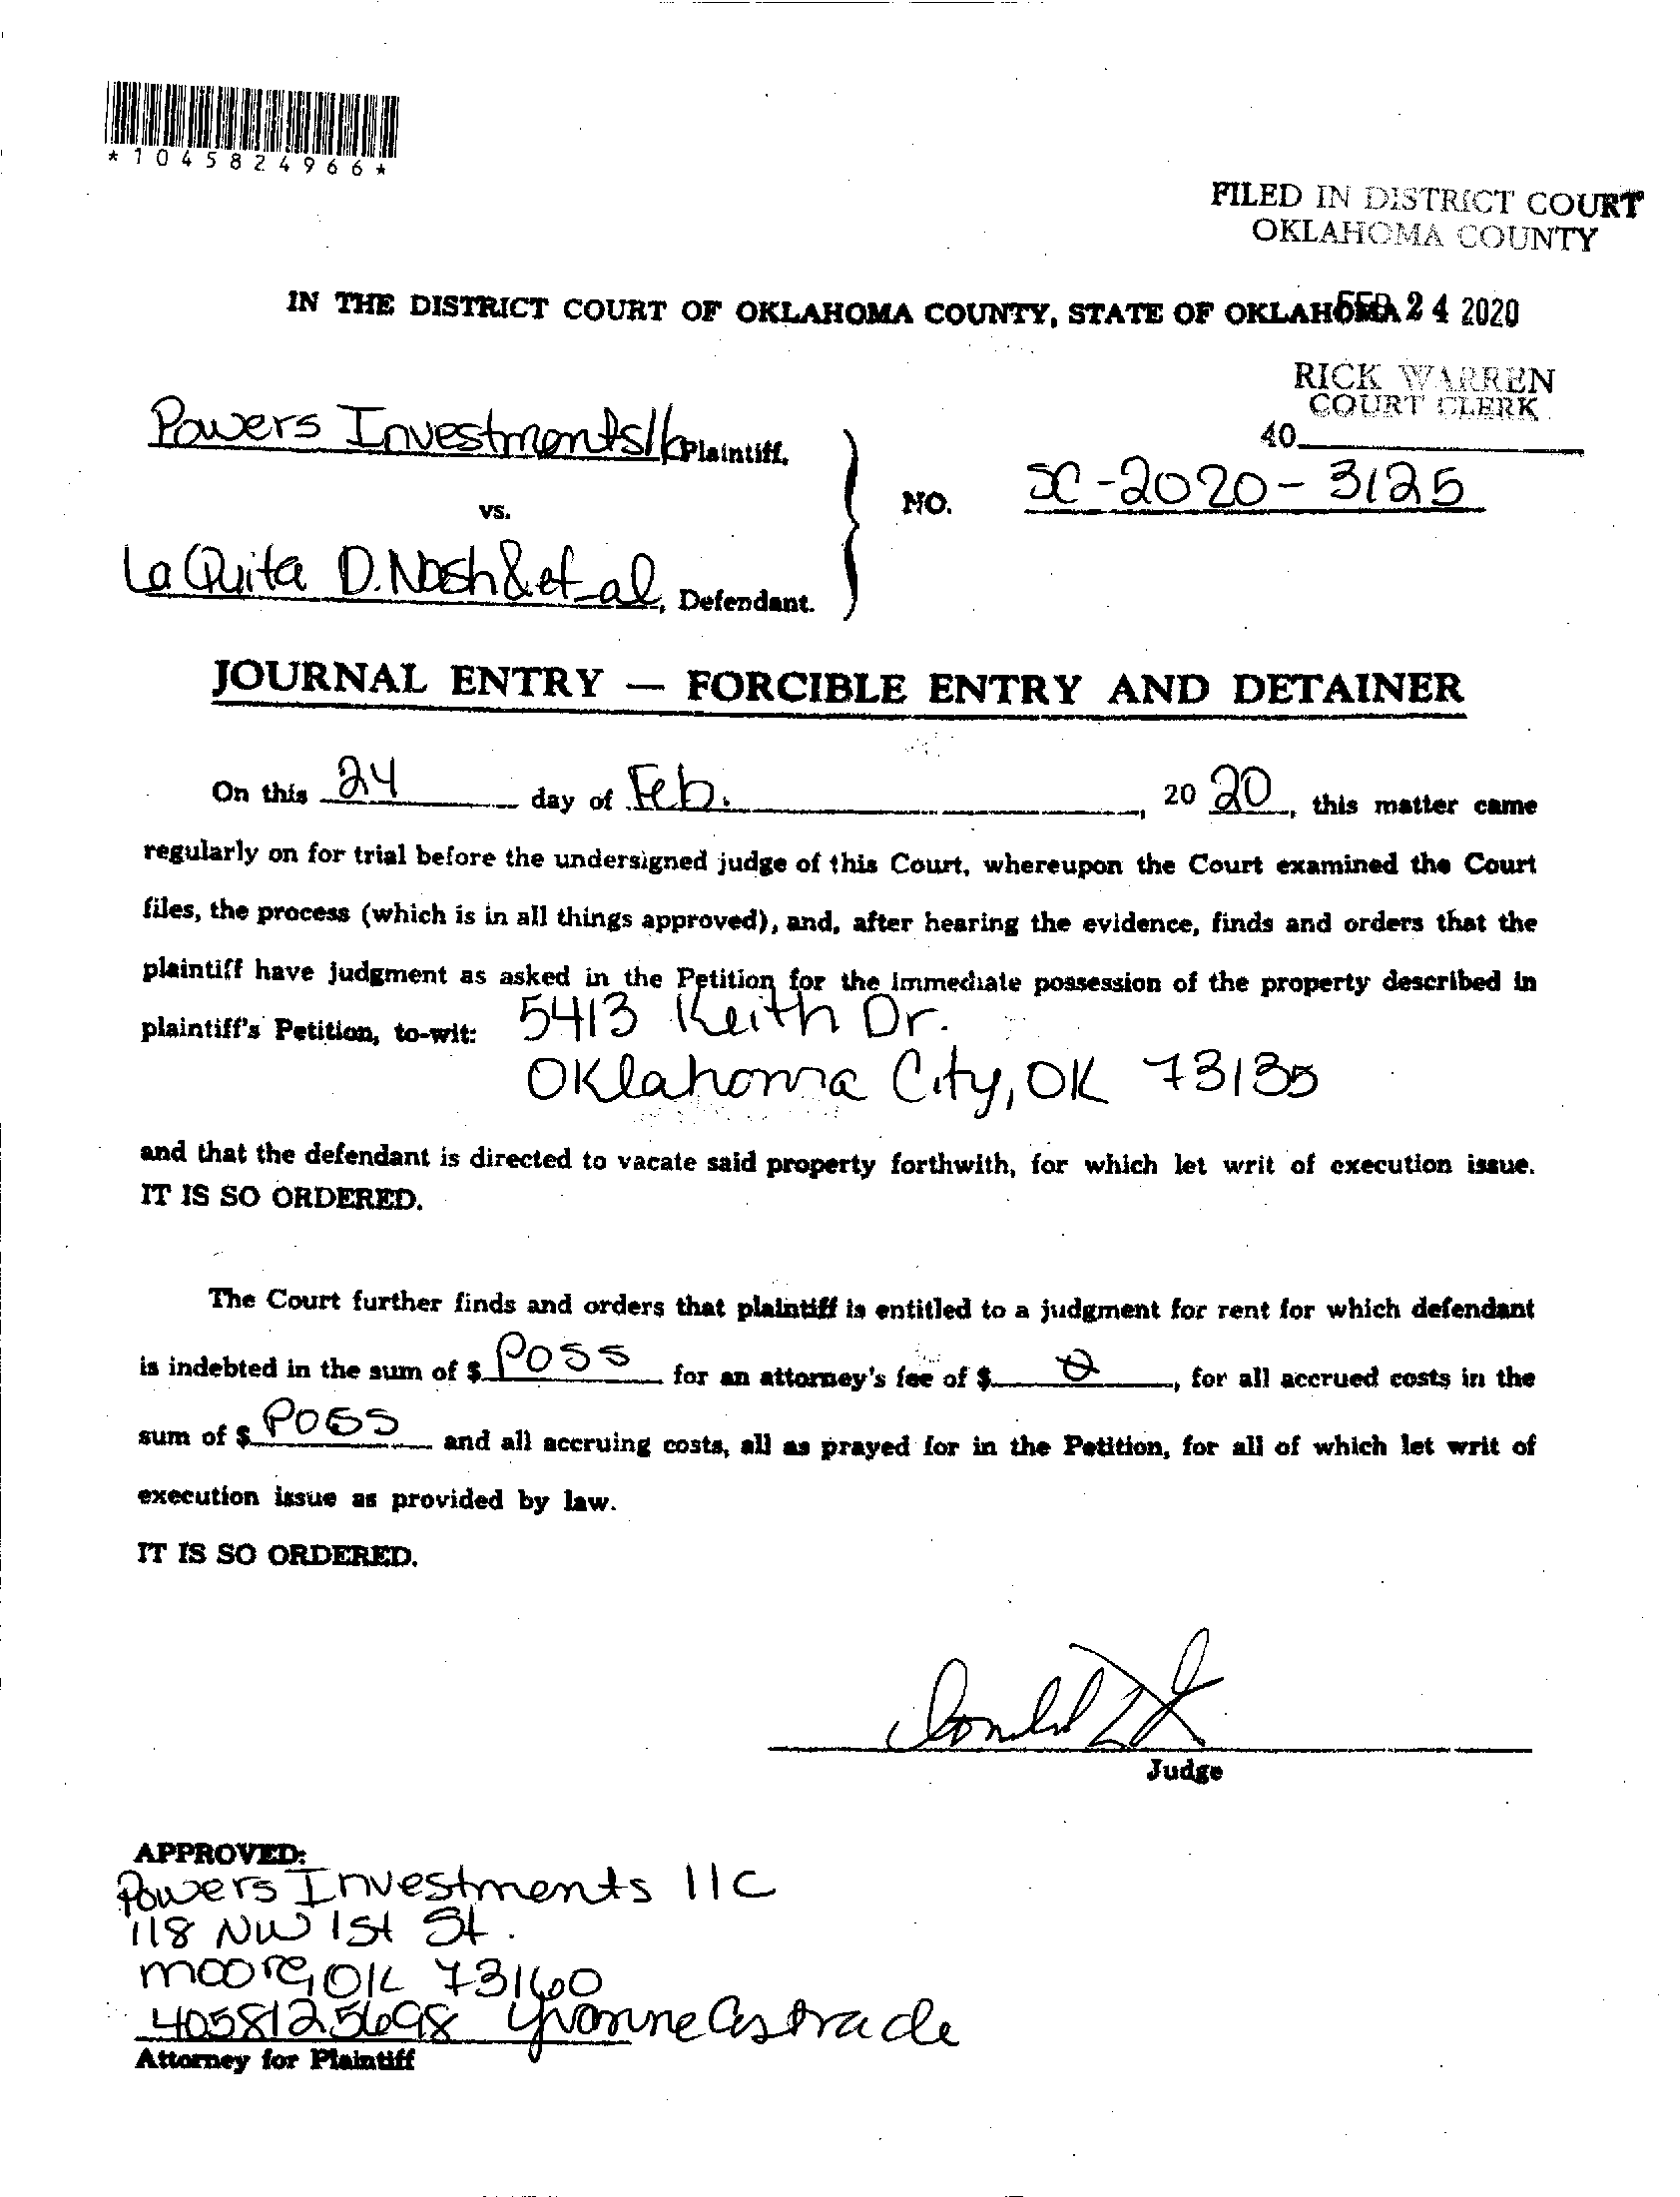 *1045824966*
FILED IN DISTRICT COURT
OKLAHOMA COUNTY
IN THE DISTRICT COURT OF OKLAHOMA COUNTY, STATE OF OKLAHOMA
FEB 24 2020
RICK WARREN
COURT CLERK
40
Powers Investments llc Plaintiff,
vs.
NO. SC-2020-3125
La Quita D. Nash & et al, Defendant.
JOURNAL ENTRY — FORCIBLE ENTRY AND DETAINER
On this 24 day of Feb., 20 20, this matter came
regularly on for trial before the undersigned judge of this Court, whereupon the Court examined the Court
files, the process (which is in all things approved), and, after hearing the evidence, finds and orders that the
plaintiff have judgment as asked in the Petition for the immediate possession of the property described in
plaintiff's Petition, to-wit: 5413 Keith Dr.
Oklahoma City, OK 73135
and that the defendant is directed to vacate said property forthwith, for which let writ of execution issue.
IT IS SO ORDERED.
The Court further finds and orders that plaintiff is entitled to a judgment for rent for which defendant
is indebted in the sum of $ Poss for an attorney's fee of $ 0, for all accrued costs in the
sum of $ Poss and all accruing costs, all as prayed for in the Petition, for all of which let writ of
execution issue as provided by law.
IT IS SO ORDERED.
Judge
APPROVED:
Powers Investments llc
118 NW 1st St.
moore, OK 73160
4058125698 Yvonne Estrade
Attorney for Plaintiff